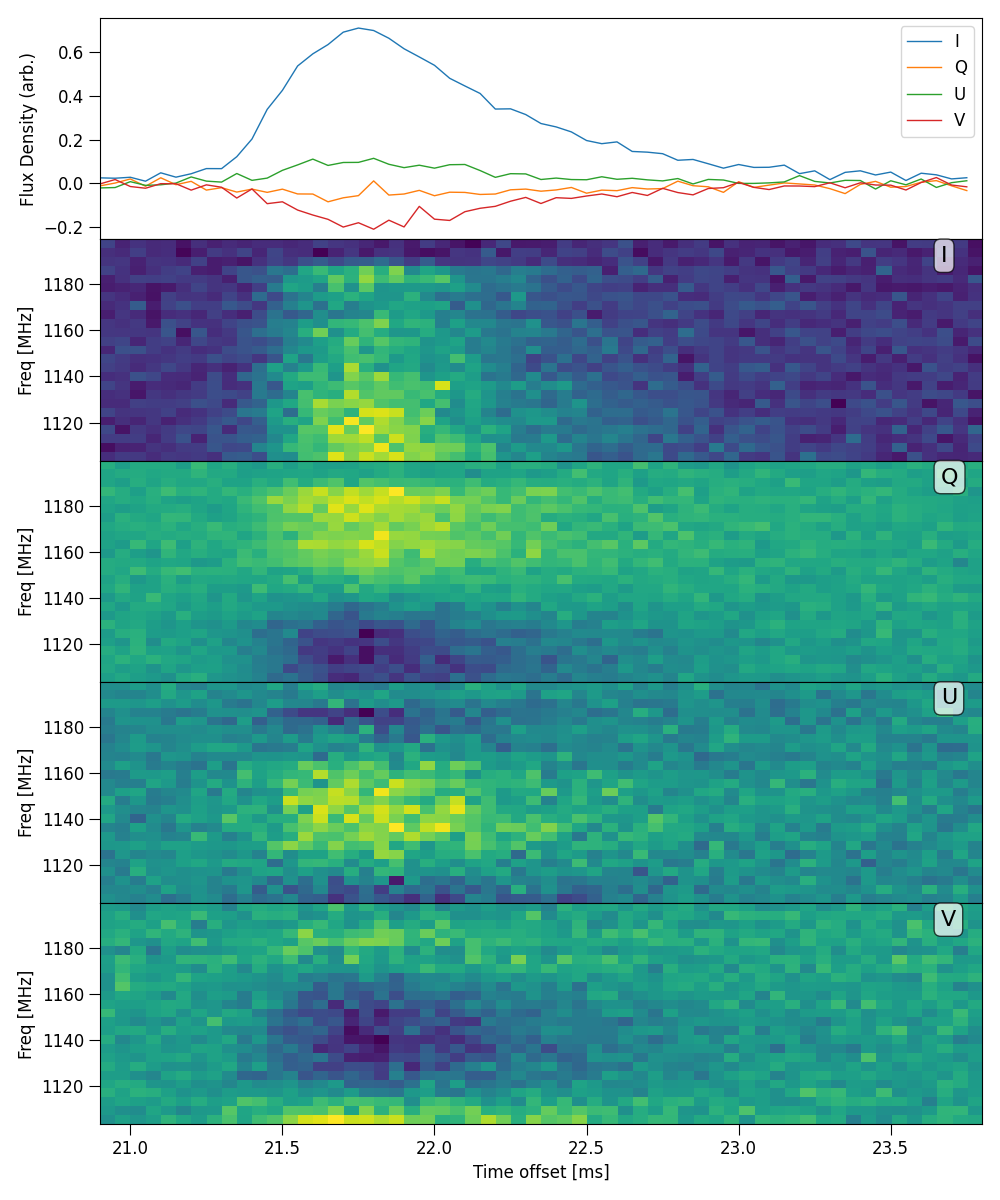 Flux Density (arb.)
0.6
0.4
0.2
0.0
−0.2
I
Q
U
V
Freq [MHz]
1180
1160
1140
1120
I
Freq [MHz]
1180
1160
1140
1120
Q
Freq [MHz]
1180
1160
1140
1120
U
Freq [MHz]
1180
1160
1140
1120
V
21.0 21.5 22.0 22.5 23.0 23.5
Time offset [ms]